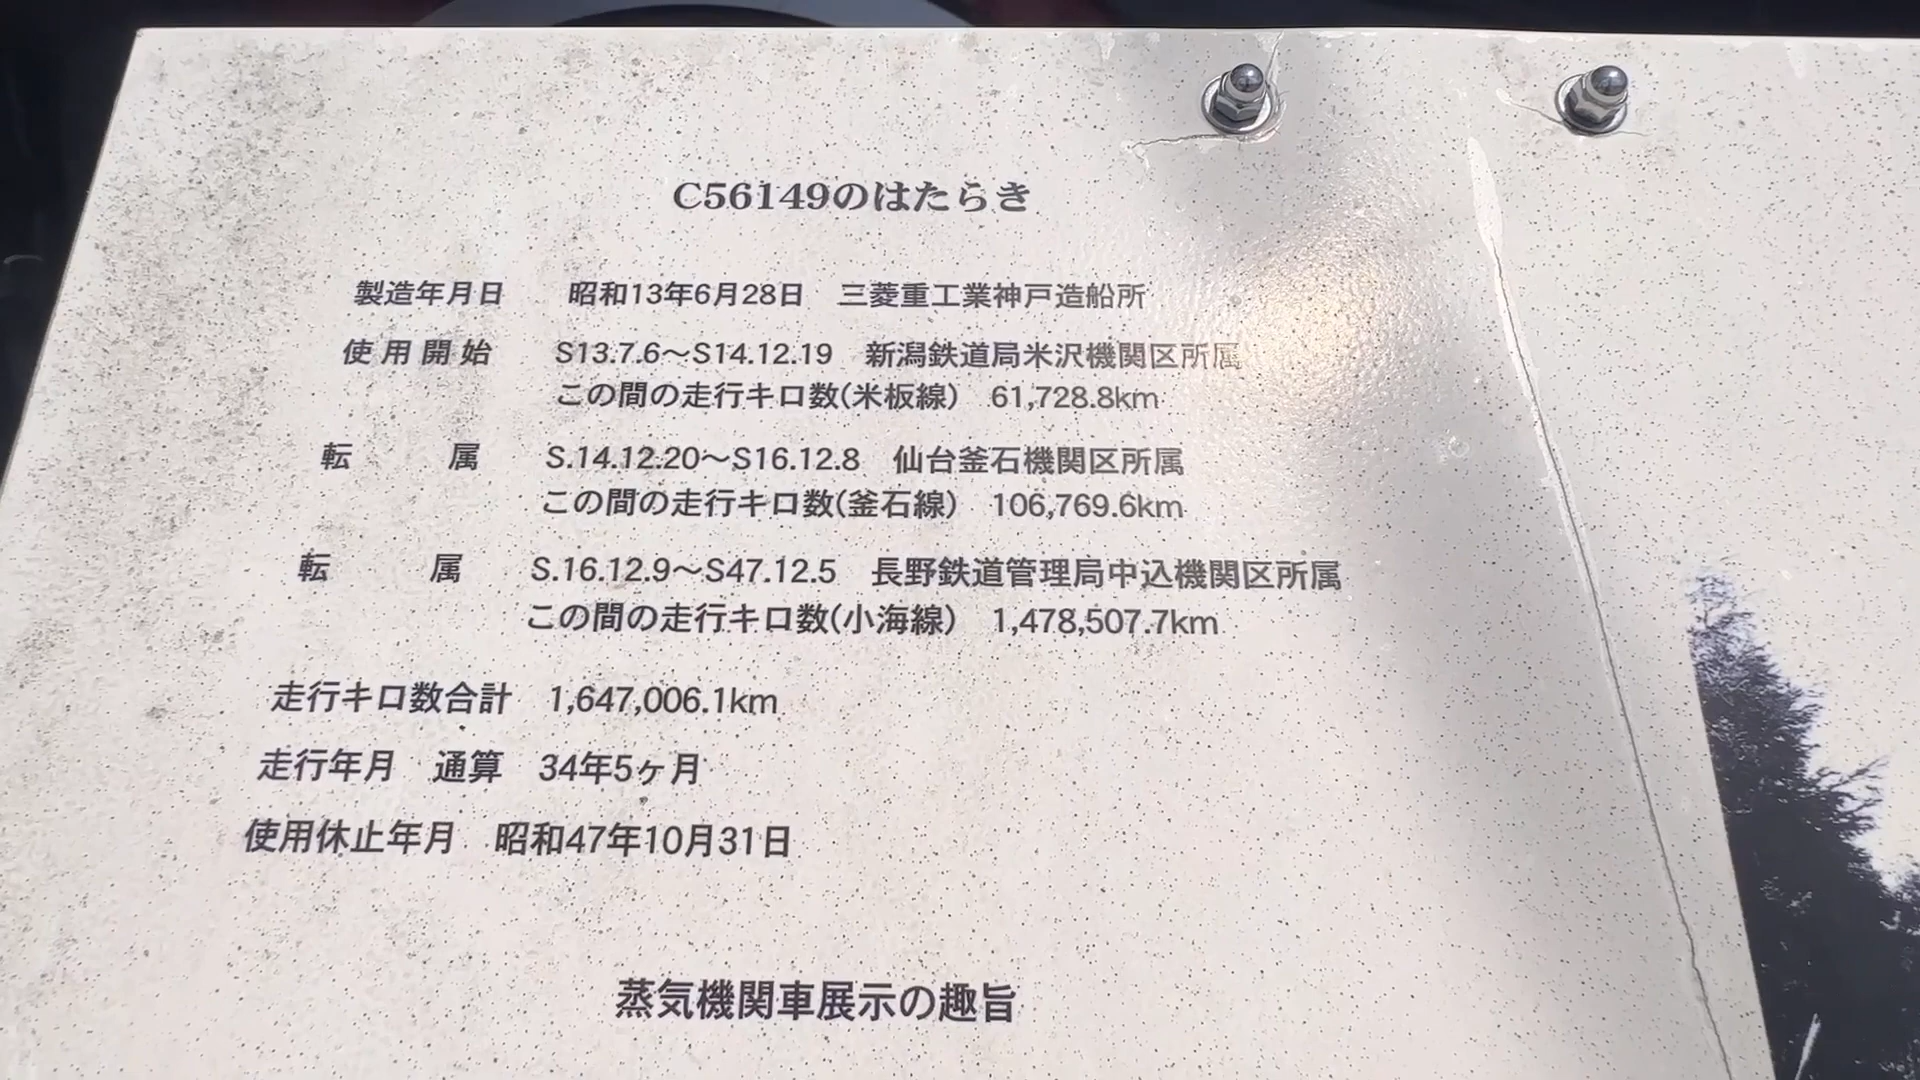 C56149のはたらき
製造年月日 昭和13年6月28日 三菱重工業神戸造船所
使用開始 S13.7.6～S14.12.19 新潟鉄道局米沢機関区所属
この間の走行キロ数(米板線) 61,728.8km
転属 S.14.12.20～S16.12.8 仙台釜石機関区所属
この間の走行キロ数(釜石線) 106,769.6km
転属 S.16.12.9～S47.12.5 長野鉄道管理局中込機関区所属
この間の走行キロ数(小海線) 1,478,507.7km
走行キロ数合計 1,647,006.1km
走行年月 通算 34年5ヶ月
使用休止年月 昭和47年10月31日
蒸気機関車展示の趣旨